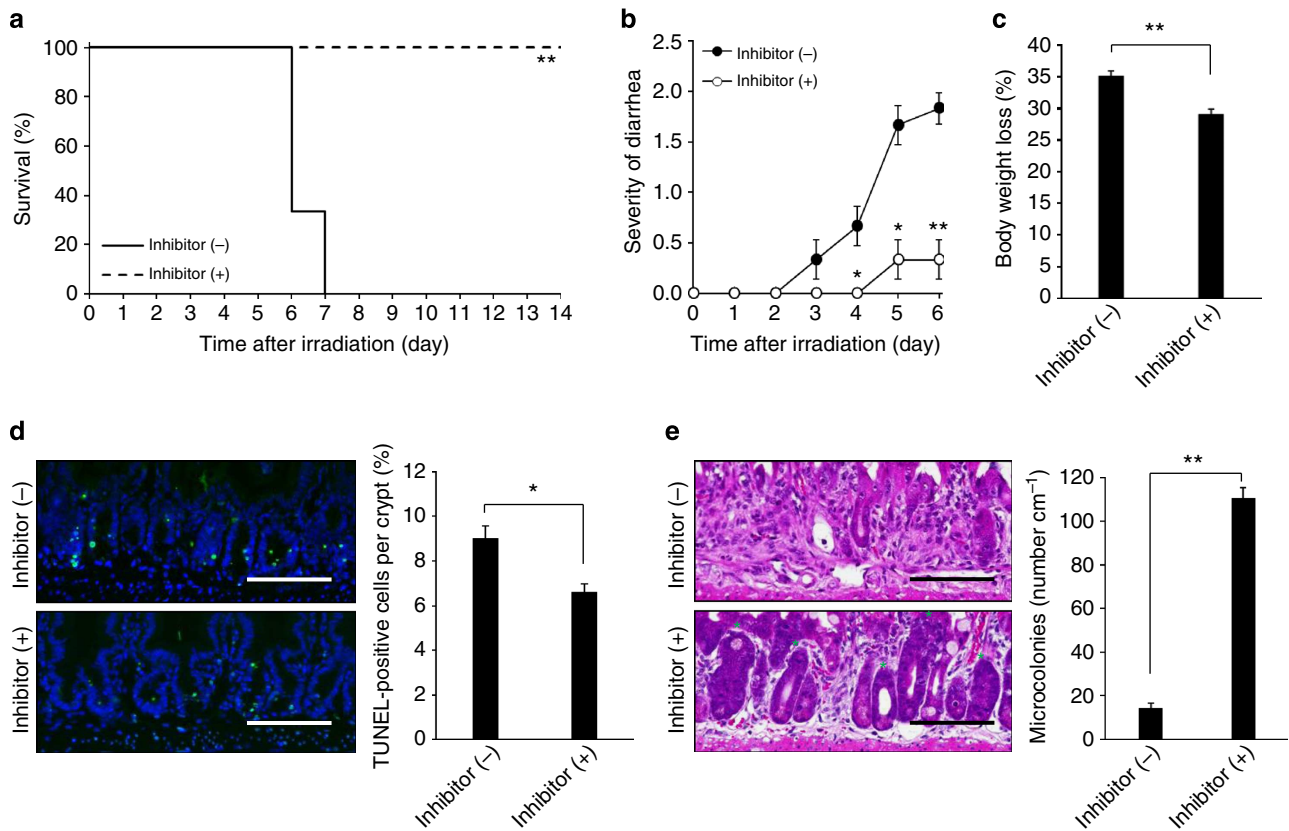 a
100
80
60
40
20
0
Survival (%)
**
Inhibitor (–)
Inhibitor (+)
0 1 2 3 4 5 6 7 8 9 10 11 12 13 14
Time after irradiation (day)
b
2.5
2.0
1.5
1.0
0.5
0.0
Severity of diarrhea
Inhibitor (–)
Inhibitor (+)
*
*
**
0 1 2 3 4 5 6
Time after irradiation (day)
c
40
35
30
25
20
15
10
5
0
Body weight loss (%)
**
Inhibitor (–)
Inhibitor (+)
d
Inhibitor (–)
Inhibitor (+)
TUNEL-positive cells per crypt (%)
12
10
8
6
4
2
0
*
Inhibitor (–)
Inhibitor (+)
e
Inhibitor (–)
Inhibitor (+)
Microcolonies (number cm⁻¹)
120
100
80
60
40
20
0
**
Inhibitor (–)
Inhibitor (+)